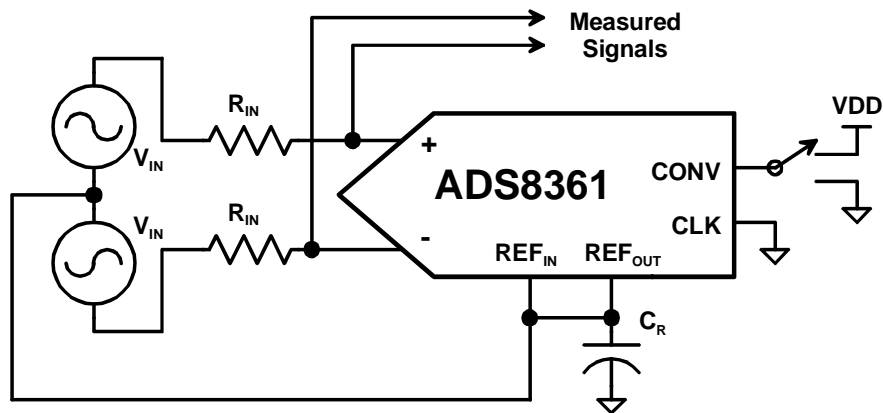 Measured
Signals
R_IN
V_IN
VDD
+
ADS8361
CONV
V_IN
R_IN
-
CLK
REF_IN
REF_OUT
C_R